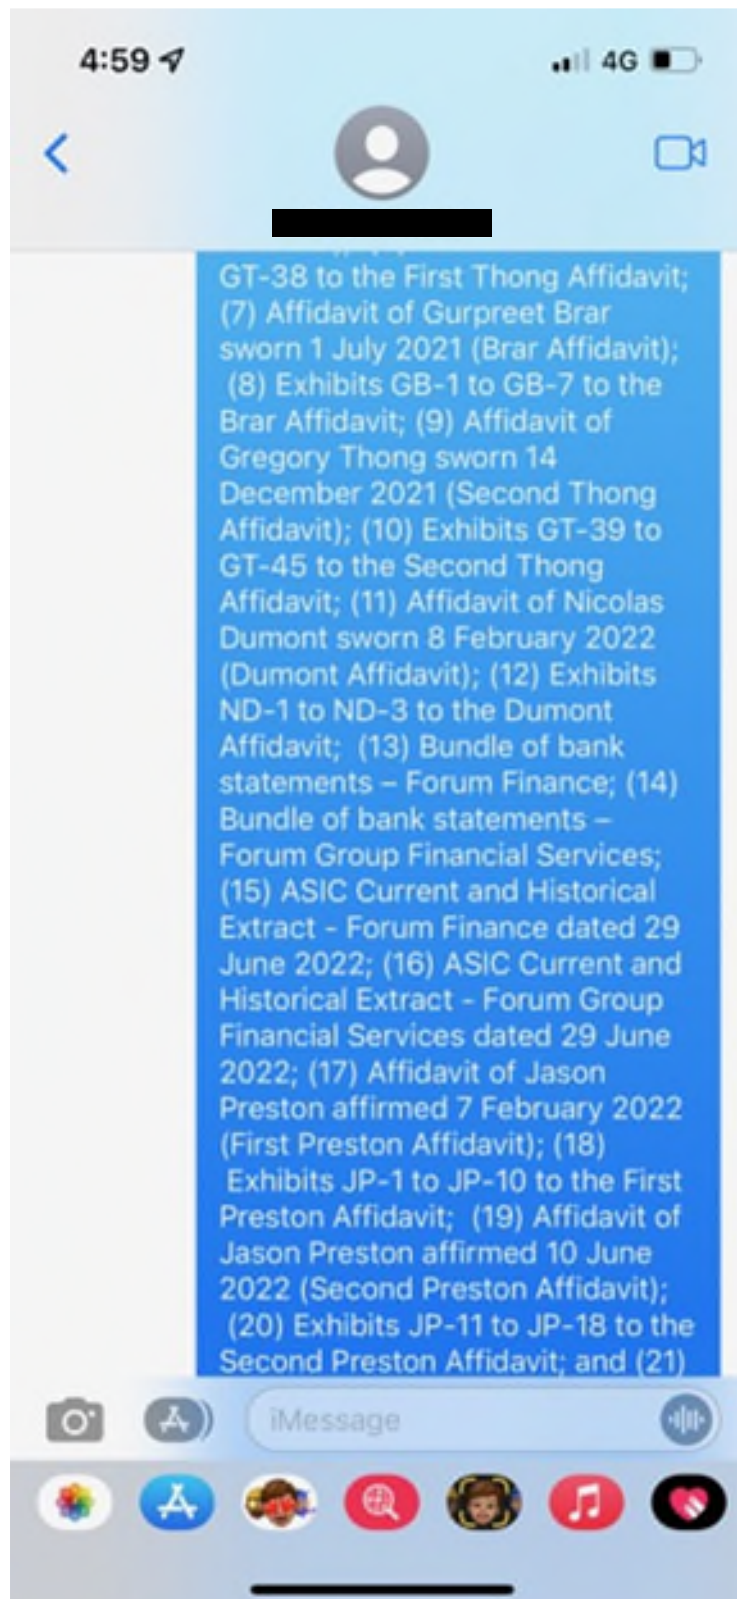 4:59
4G
GT-38 to the First Thong Affidavit;
(7) Affidavit of Gurpreet Brar
sworn 1 July 2021 (Brar Affidavit);
(8) Exhibits GB-1 to GB-7 to the
Brar Affidavit; (9) Affidavit of
Gregory Thong sworn 14
December 2021 (Second Thong
Affidavit); (10) Exhibits GT-39 to
GT-45 to the Second Thong
Affidavit; (11) Affidavit of Nicolas
Dumont sworn 8 February 2022
(Dumont Affidavit); (12) Exhibits
ND-1 to ND-3 to the Dumont
Affidavit;  (13) Bundle of bank
statements – Forum Finance; (14)
Bundle of bank statements –
Forum Group Financial Services;
(15) ASIC Current and Historical
Extract - Forum Finance dated 29
June 2022; (16) ASIC Current and
Historical Extract - Forum Group
Financial Services dated 29 June
2022; (17) Affidavit of Jason
Preston affirmed 7 February 2022
(First Preston Affidavit); (18)
Exhibits JP-1 to JP-10 to the First
Preston Affidavit;  (19) Affidavit of
Jason Preston affirmed 10 June
2022 (Second Preston Affidavit);
(20) Exhibits JP-11 to JP-18 to the
Second Preston Affidavit; and (21)
iMessage